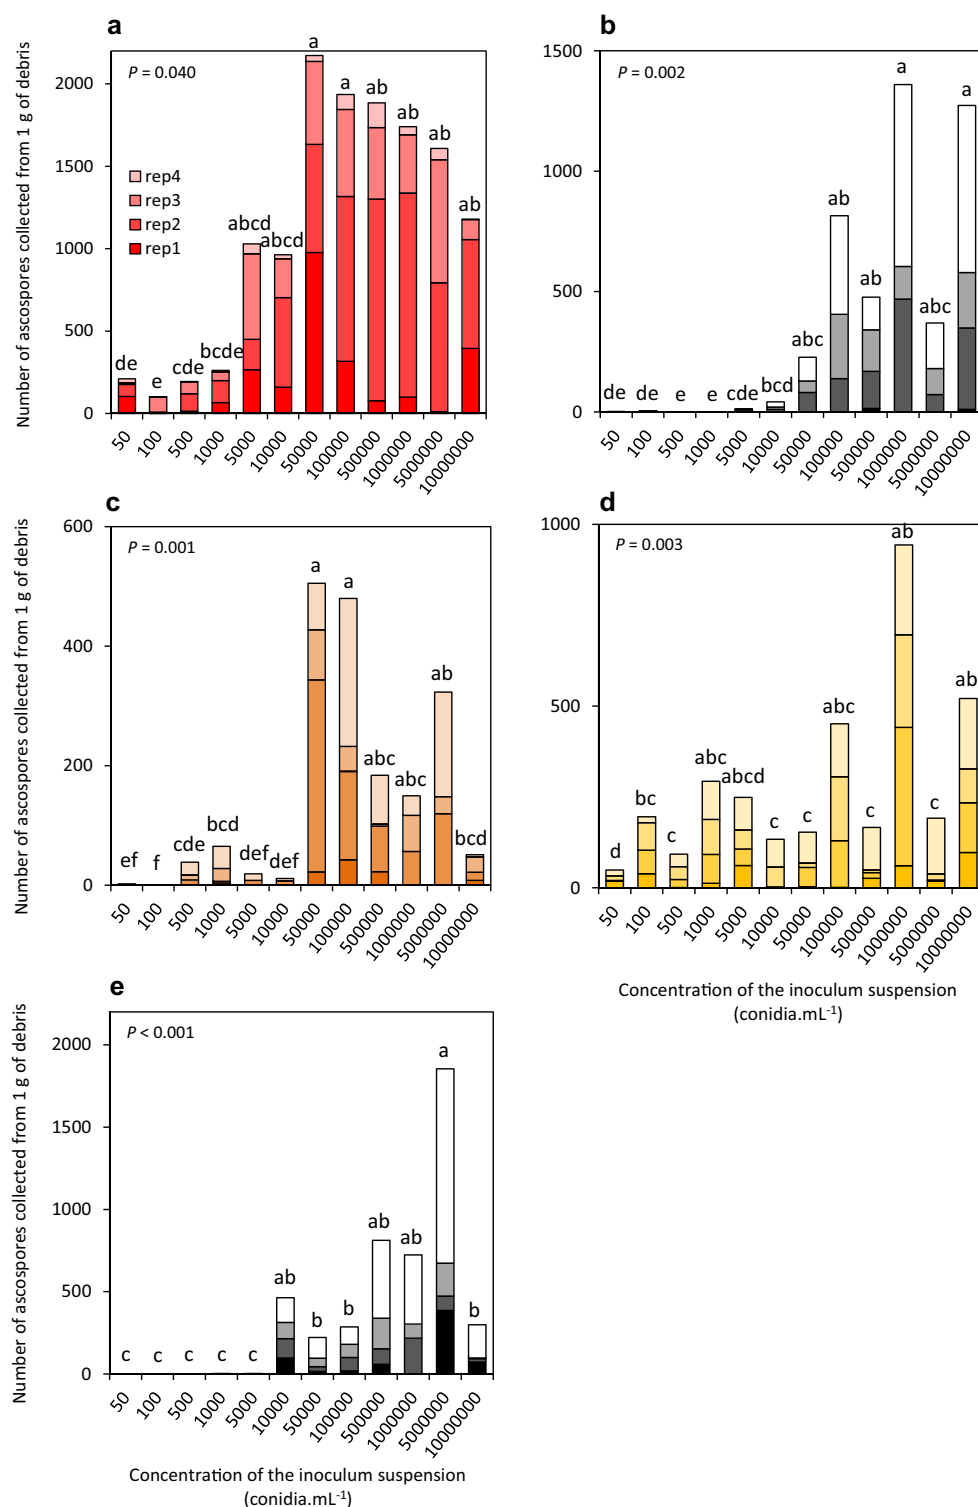 a
Number of ascospores collected from 1 g of debris
P = 0.040
2000
1500
1000
500
0
rep4
rep3
rep2
rep1
de
e
cde
bcde
abcd
abcd
a
a
ab
ab
ab
ab
50
100
500
1000
5000
10000
50000
100000
500000
1000000
5000000
10000000
b
P = 0.002
1500
1000
500
0
de
de
e
e
cde
bcd
abc
ab
ab
a
abc
a
50
100
500
1000
5000
10000
50000
100000
500000
1000000
5000000
10000000
c
Number of ascospores collected from 1 g of debris
P = 0.001
600
400
200
0
ef
f
cde
bcd
def
def
a
a
abc
abc
ab
bcd
50
100
500
1000
5000
10000
50000
100000
500000
1000000
5000000
10000000
d
P = 0.003
1000
500
0
d
bc
c
abc
abcd
c
c
abc
c
ab
c
ab
50
100
500
1000
5000
10000
50000
100000
500000
1000000
5000000
10000000
Concentration of the inoculum suspension
(conidia.mL⁻¹)
e
Number of ascospores collected from 1 g of debris
P < 0.001
2000
1500
1000
500
0
c
c
c
c
c
ab
b
b
ab
ab
a
b
50
100
500
1000
5000
10000
50000
100000
500000
1000000
5000000
10000000
Concentration of the inoculum suspension
(conidia.mL⁻¹)